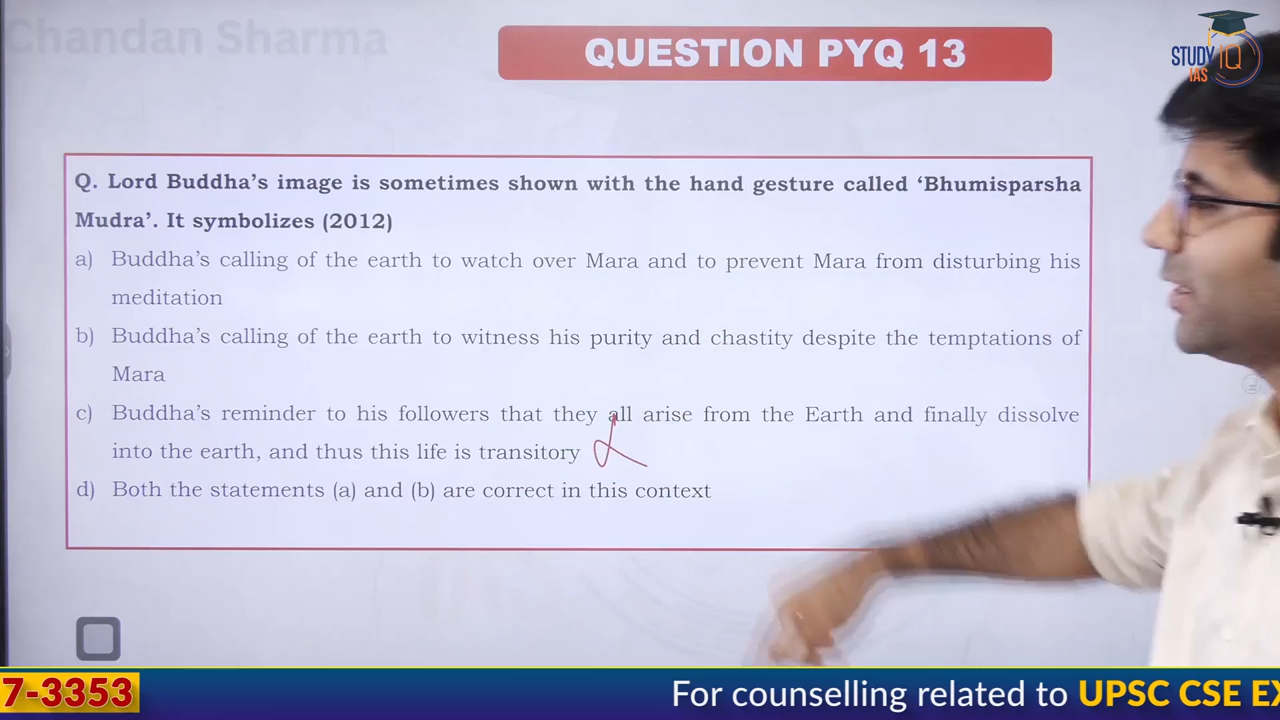 Chandan Sharma
QUESTION PYQ 13
STUDY IQ
IAS
Q. Lord Buddha's image is sometimes shown with the hand gesture called 'Bhumisparsha
Mudra'. It symbolizes (2012)
a) Buddha's calling of the earth to watch over Mara and to prevent Mara from disturbing his
meditation
b) Buddha's calling of the earth to witness his purity and chastity despite the temptations of
Mara
c) Buddha's reminder to his followers that they all arise from the Earth and finally dissolve
into the earth, and thus this life is transitory
d) Both the statements (a) and (b) are correct in this context
7-3353
For counselling related to UPSC CSE EX